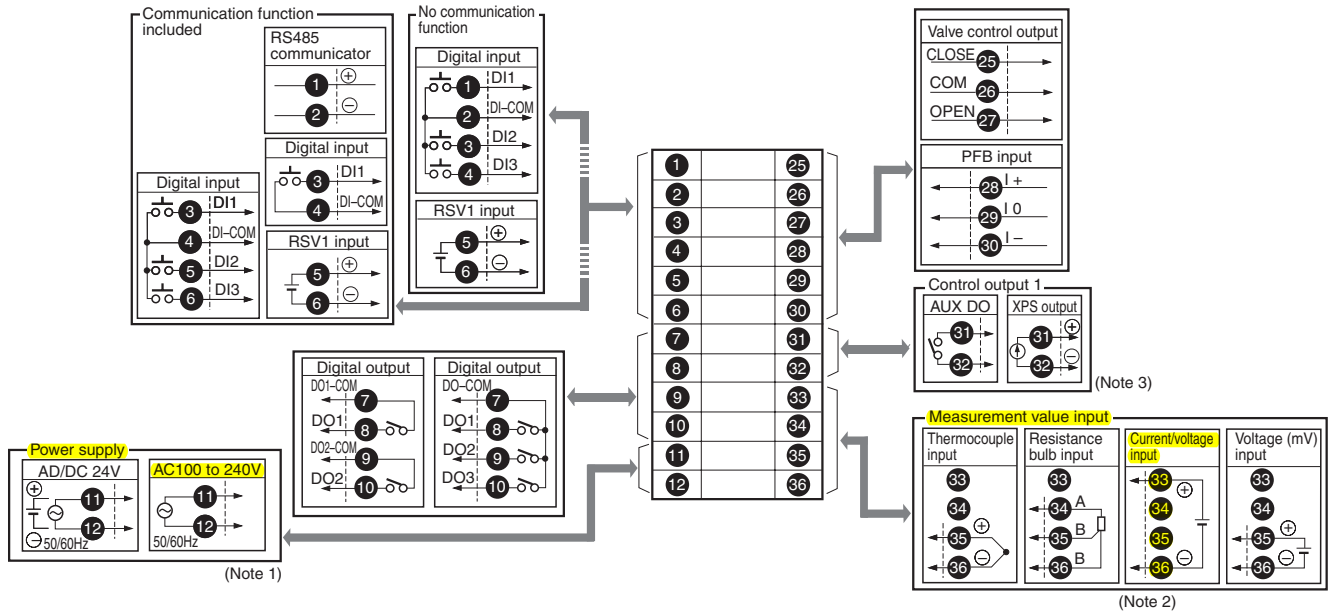 Communication function
included
RS485
communicator
1 ⊕
2 ⊖
Digital input
3 DI1
4 DI–COM
Digital input
3 DI1
4 DI–COM
5 DI2
6 DI3
RSV1 input
5 ⊕
6 ⊖
No communication
function
Digital input
1 DI1
2 DI–COM
3 DI2
4 DI3
RSV1 input
5 ⊕
6 ⊖
Digital output
DO1–COM 7
DO1 8
DO2–COM 9
DO2 10
Digital output
DO–COM 7
DO1 8
DO2 9
DO3 10
Power supply
AD/DC 24V
⊕ 11
12
⊖ 50/60Hz
AC100 to 240V
11
12
50/60Hz
(Note 1)
1 25
2 26
3 27
4 28
5 29
6 30
7 31
8 32
9 33
10 34
11 35
12 36
Valve control output
CLOSE 25
COM 26
OPEN 27
PFB input
28 I +
29 I 0
30 I –
Control output 1
AUX DO
31
32
XPS output
31 ⊕
32 ⊖
(Note 3)
Measurement value input
Thermocouple
input
33
34
35 ⊕
36 ⊖
Resistance
bulb input
33
34 A
35 B
36 B
Current/voltage
input
33 ⊕
34
35
36 ⊖
Voltage (mV)
input
33
34
35 ⊕
36 ⊖
(Note 2)